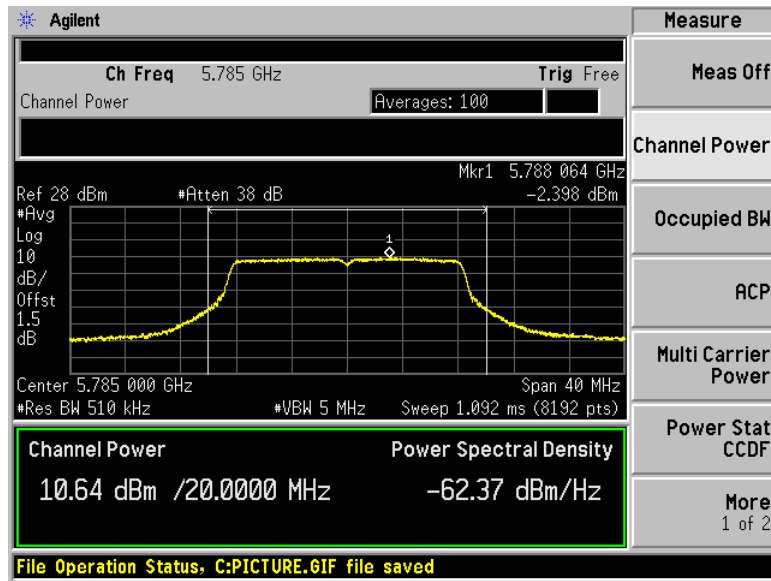 Agilent
Measure
Ch Freq 5.785 GHz Trig Free
Channel Power Averages: 100
Mkr1 5.788 064 GHz
Ref 28 dBm #Atten 38 dB -2.398 dBm
#Avg
Log
10
dB/
Offst
1.5
dB
1
Center 5.785 000 GHz Span 40 MHz
#Res BW 510 kHz #VBW 5 MHz Sweep 1.092 ms (8192 pts)
Channel Power Power Spectral Density
10.64 dBm /20.0000 MHz -62.37 dBm/Hz
File Operation Status, C:PICTURE.GIF file saved
Meas Off
Channel Power
Occupied BW
ACP
Multi Carrier
Power
Power Stat
CCDF
More
1 of 2